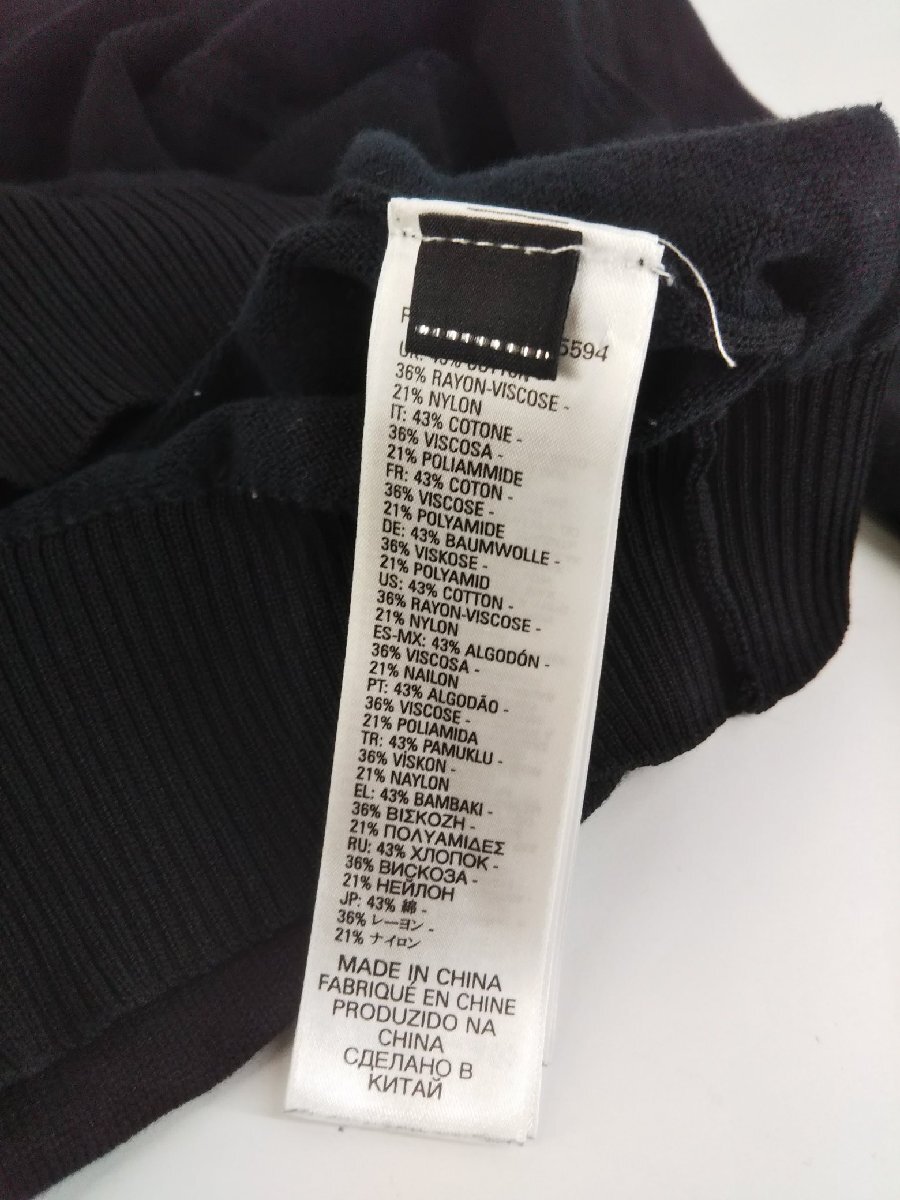 5594
UK: 43% COTTON
36% RAYON-VISCOSE -
21% NYLON
IT: 43% COTONE -
36% VISCOSA -
21% POLIAMMIDE
FR: 43% COTON -
36% VISCOSE -
21% POLYAMIDE
DE: 43% BAUMWOLLE -
36% VISKOSE -
21% POLYAMID
US: 43% COTTON -
36% RAYON-VISCOSE -
21% NYLON
ES-MX: 43% ALGODÓN -
36% VISCOSA -
21% NAILON
PT: 43% ALGODÃO -
36% VISCOSE -
21% POLIAMIDA
TR: 43% PAMUKLU -
36% VİSKON -
21% NAYLON
EL: 43% BAMBAKI -
36% ΒΙΣΚΟΖΗ -
21% ΠΟΛΥΑΜΙΔΕΣ
RU: 43% ХЛОПОК -
36% ВИСКОЗА -
21% НЕЙЛОН
JP: 43% 綿 -
36% レーヨン -
21% ナイロン
MADE IN CHINA
FABRIQUÉ EN CHINE
PRODUZIDO NA
CHINA
СДЕЛАНО В
КИТАЙ